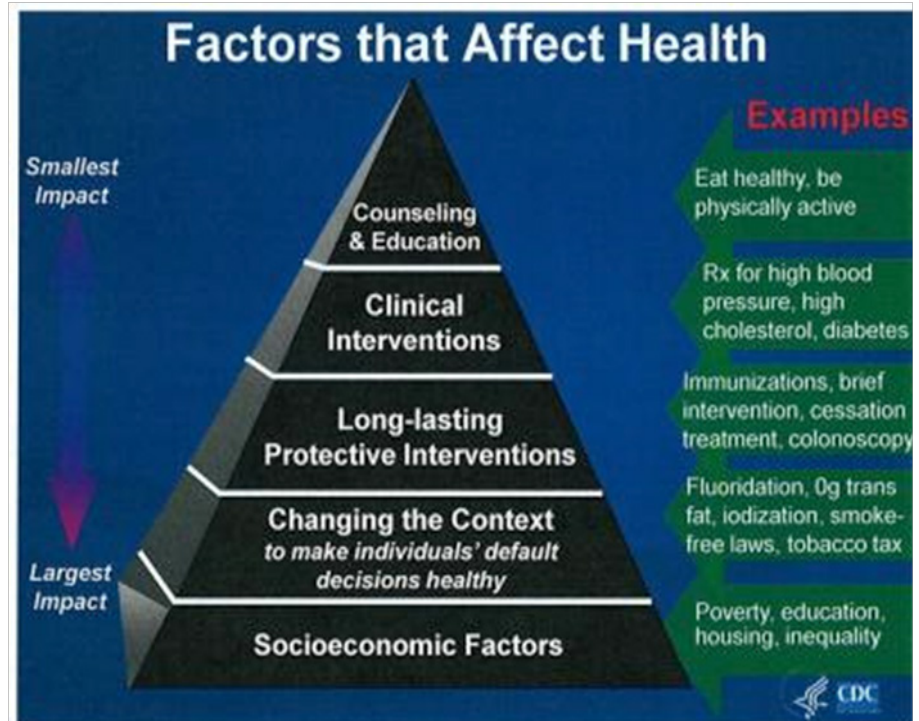 Factors that Affect Health
Examples
Smallest
Impact
Counseling
& Education
Eat healthy, be
physically active
Clinical
Interventions
Rx for high blood
pressure, high
cholesterol, diabetes
Long-lasting
Protective Interventions
Immunizations, brief
intervention, cessation
treatment, colonoscopy
Changing the Context
to make individuals' default
decisions healthy
Fluoridation, 0g trans
fat, iodization, smoke-
free laws, tobacco tax
Largest
Impact
Socioeconomic Factors
Poverty, education,
housing, inequality
CDC